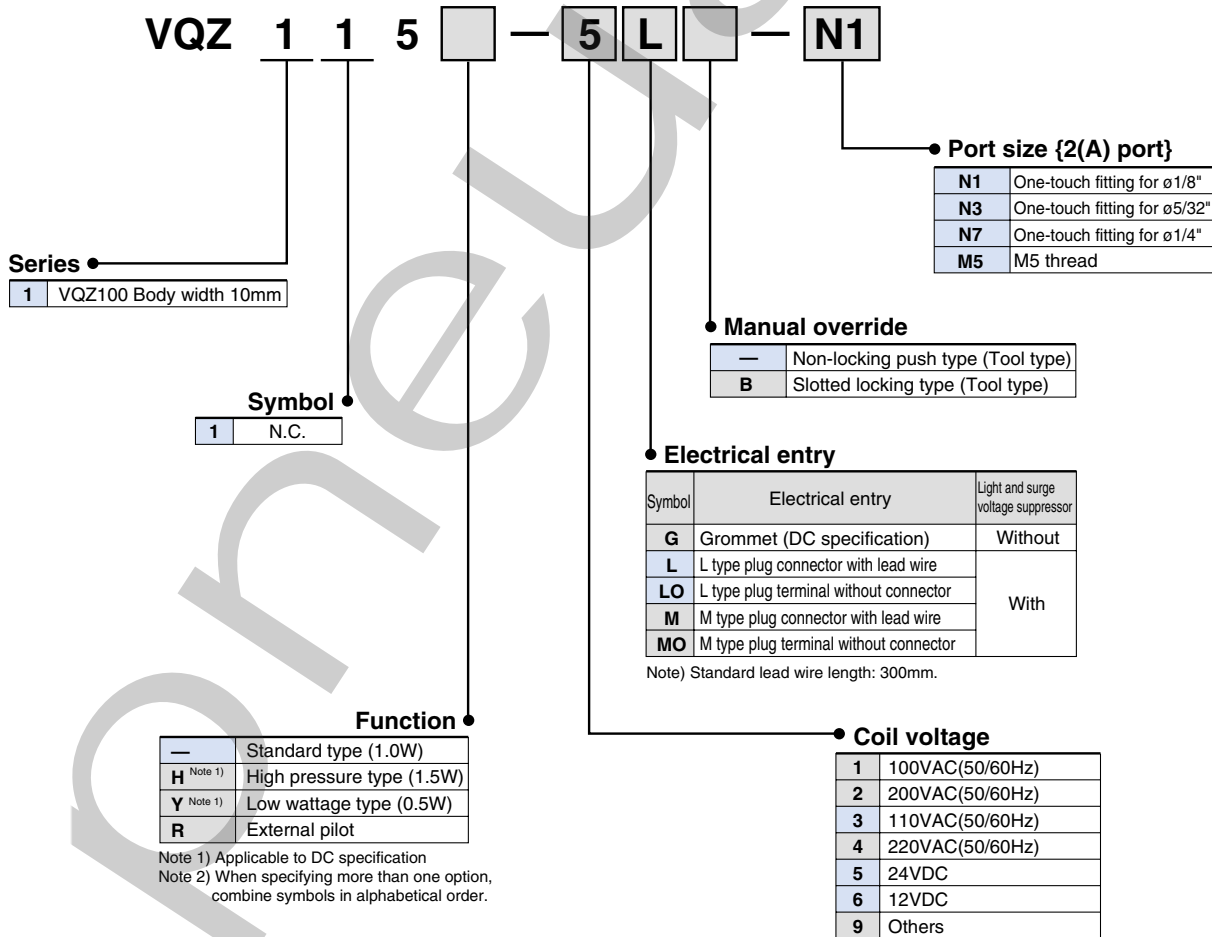 VQZ 1 1 5 — 5 L — N1
Port size {2(A) port}
N1 One-touch fitting for ø1/8"
N3 One-touch fitting for ø5/32"
N7 One-touch fitting for ø1/4"
M5 M5 thread
Series
1 VQZ100 Body width 10mm
Manual override
— Non-locking push type (Tool type)
B Slotted locking type (Tool type)
Symbol
1 N.C.
Electrical entry
Symbol Electrical entry Light and surge voltage suppressor
G Grommet (DC specification) Without
L L type plug connector with lead wire
LO L type plug terminal without connector
With
M M type plug connector with lead wire
MO M type plug terminal without connector
Note) Standard lead wire length: 300mm.
Function
— Standard type (1.0W)
H Note 1) High pressure type (1.5W)
Y Note 1) Low wattage type (0.5W)
R External pilot
Note 1) Applicable to DC specification
Note 2) When specifying more than one option,
combine symbols in alphabetical order.
Coil voltage
1 100VAC(50/60Hz)
2 200VAC(50/60Hz)
3 110VAC(50/60Hz)
4 220VAC(50/60Hz)
5 24VDC
6 12VDC
9 Others